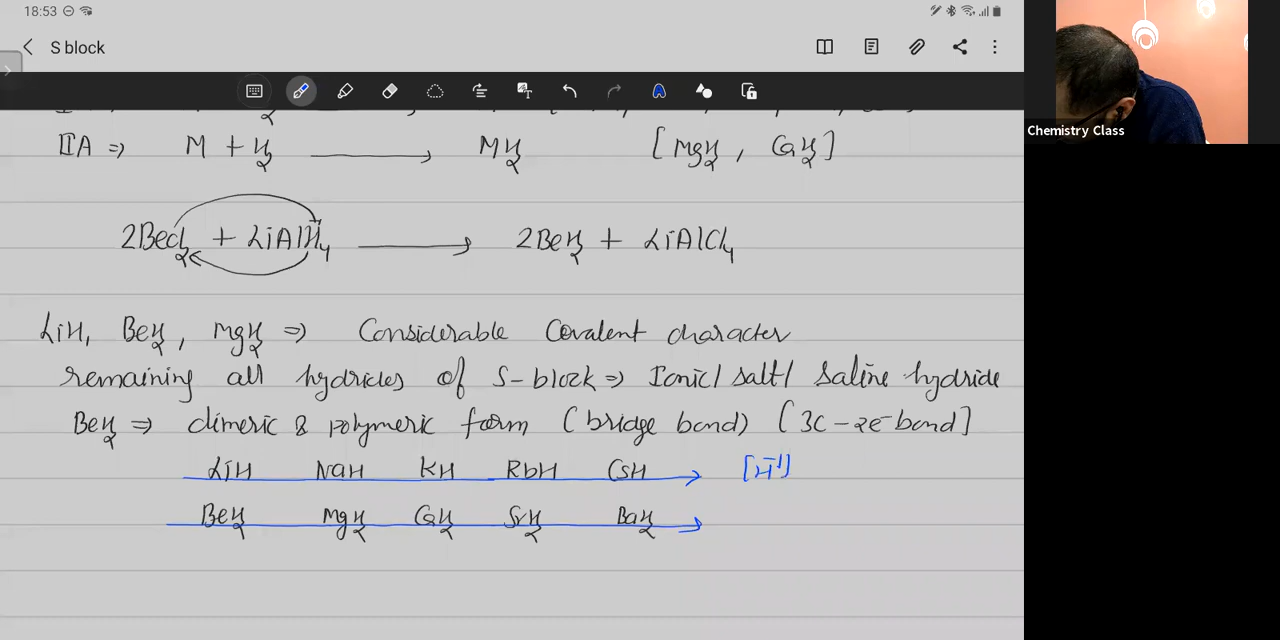 18:53
S block
IIA ⇒ M + H₂ ⟶ MH₂ [MgH₂, CaH₂]
2BeCl₂ + LiAlH₄ ⟶ 2BeH₂ + LiAlCl₄
LiH, BeH₂, MgH₂ ⇒ Considerable Covalent character
remaining all hydrides of S-block ⇒ Ionic/ salt/ Saline hydride
BeH₂ ⇒ dimeric & polymeric form (bridge bond) [3C-2e⁻ bond]
LiH NaH KH RbH CsH [H⁻¹]
BeH₂ MgH₂ CaH₂ SrH₂ BaH₂
Chemistry Class